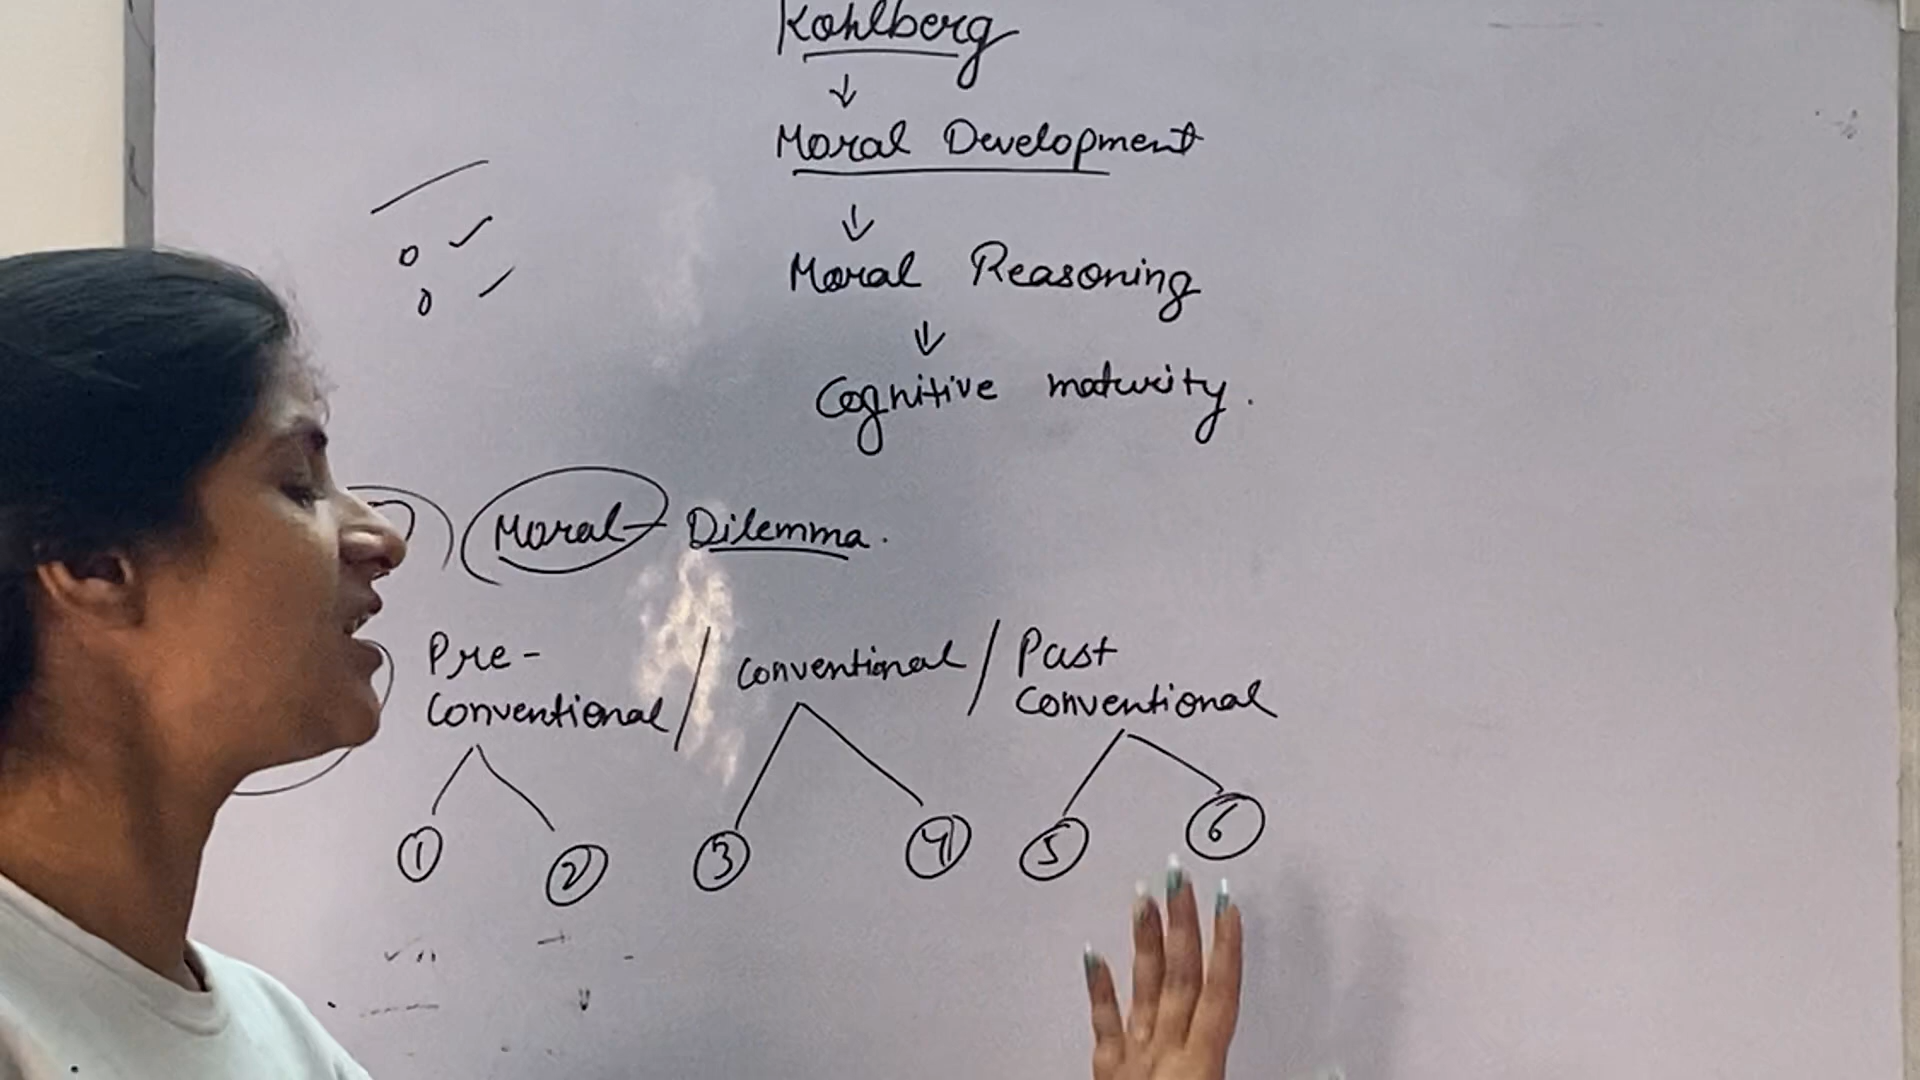 Kohlberg
↓
Moral Development
↓
Moral Reasoning
↓
Cognitive maturity.
Moral Dilemma.
Pre-
Conventional / Conventional / Post
Conventional
① ② ③ ④ ⑤ ⑥